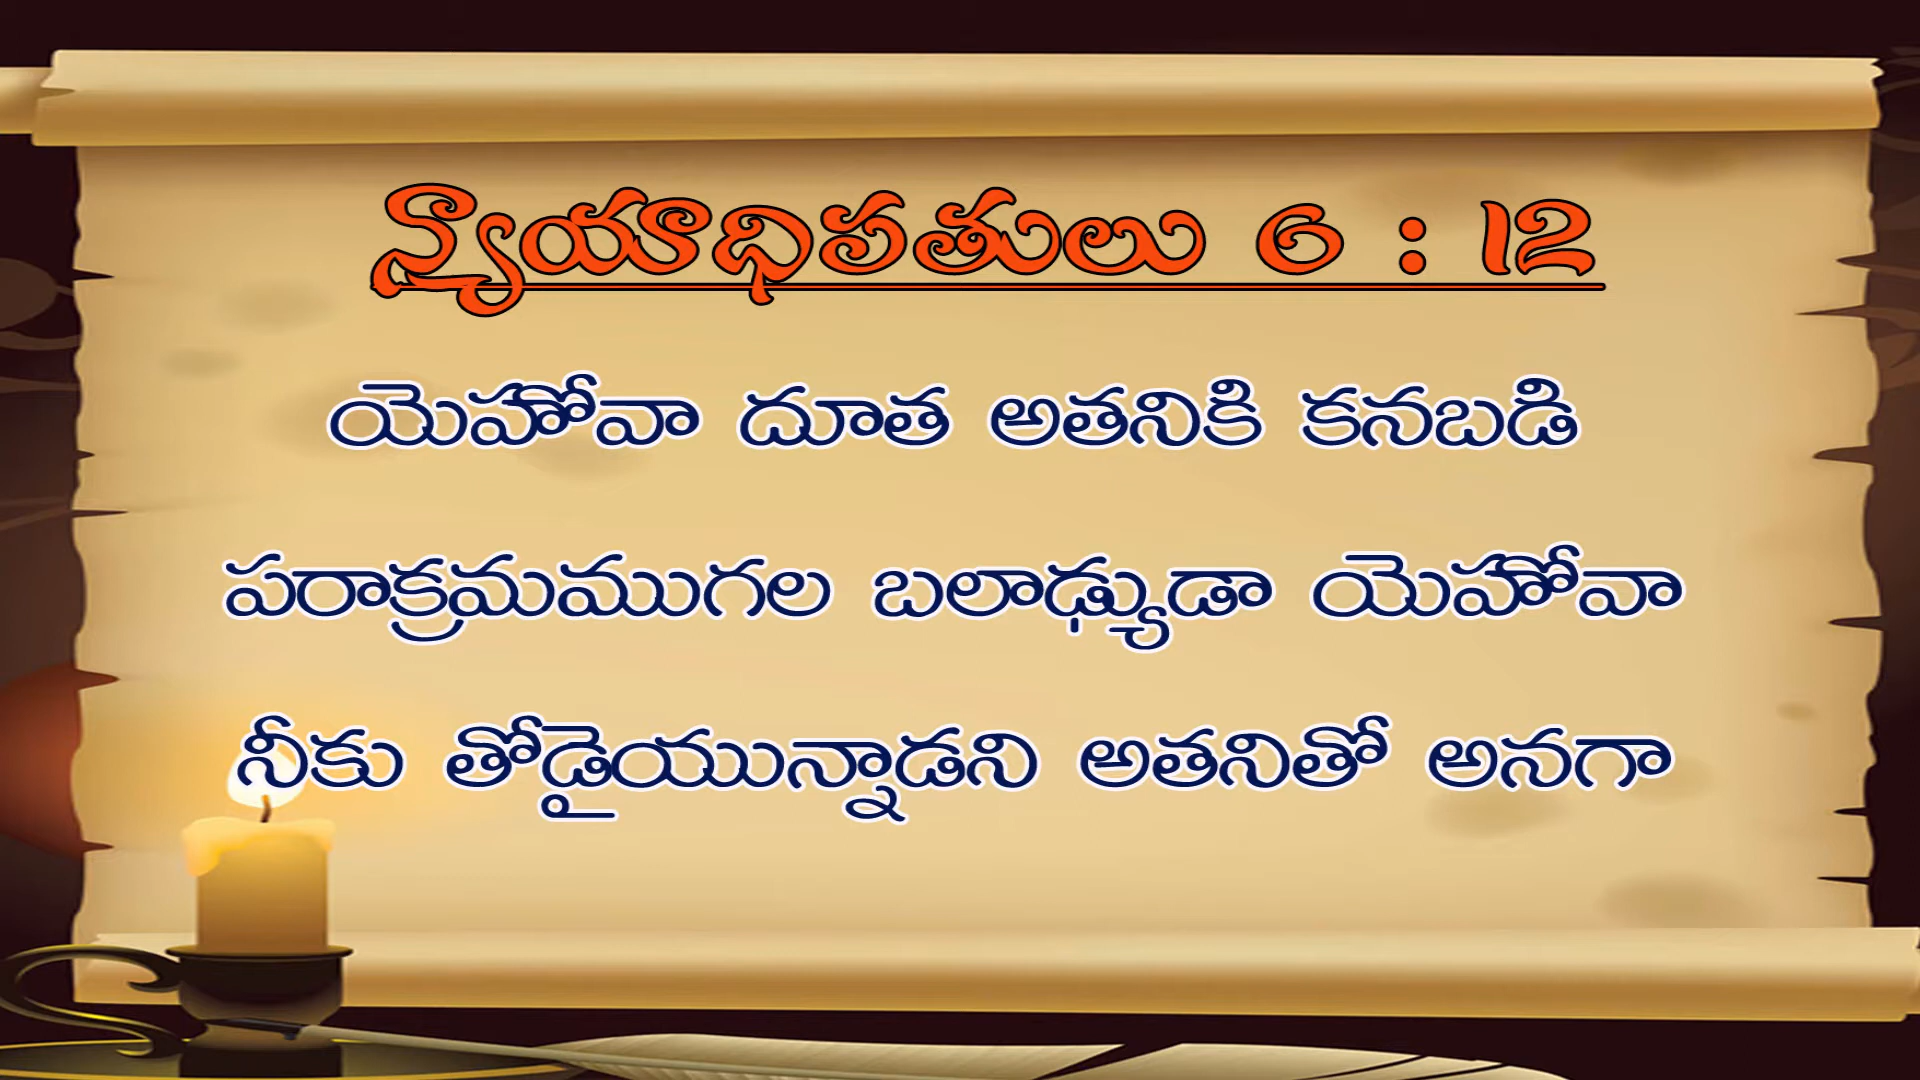 న్యాయాధిపతులు 6 : 12
యెహోవా దూత అతనికి కనబడి
పరాక్రమముగల బలాఢ్యుడా యెహోవా
నీకు తోడైయున్నాడని అతనితో అనగా